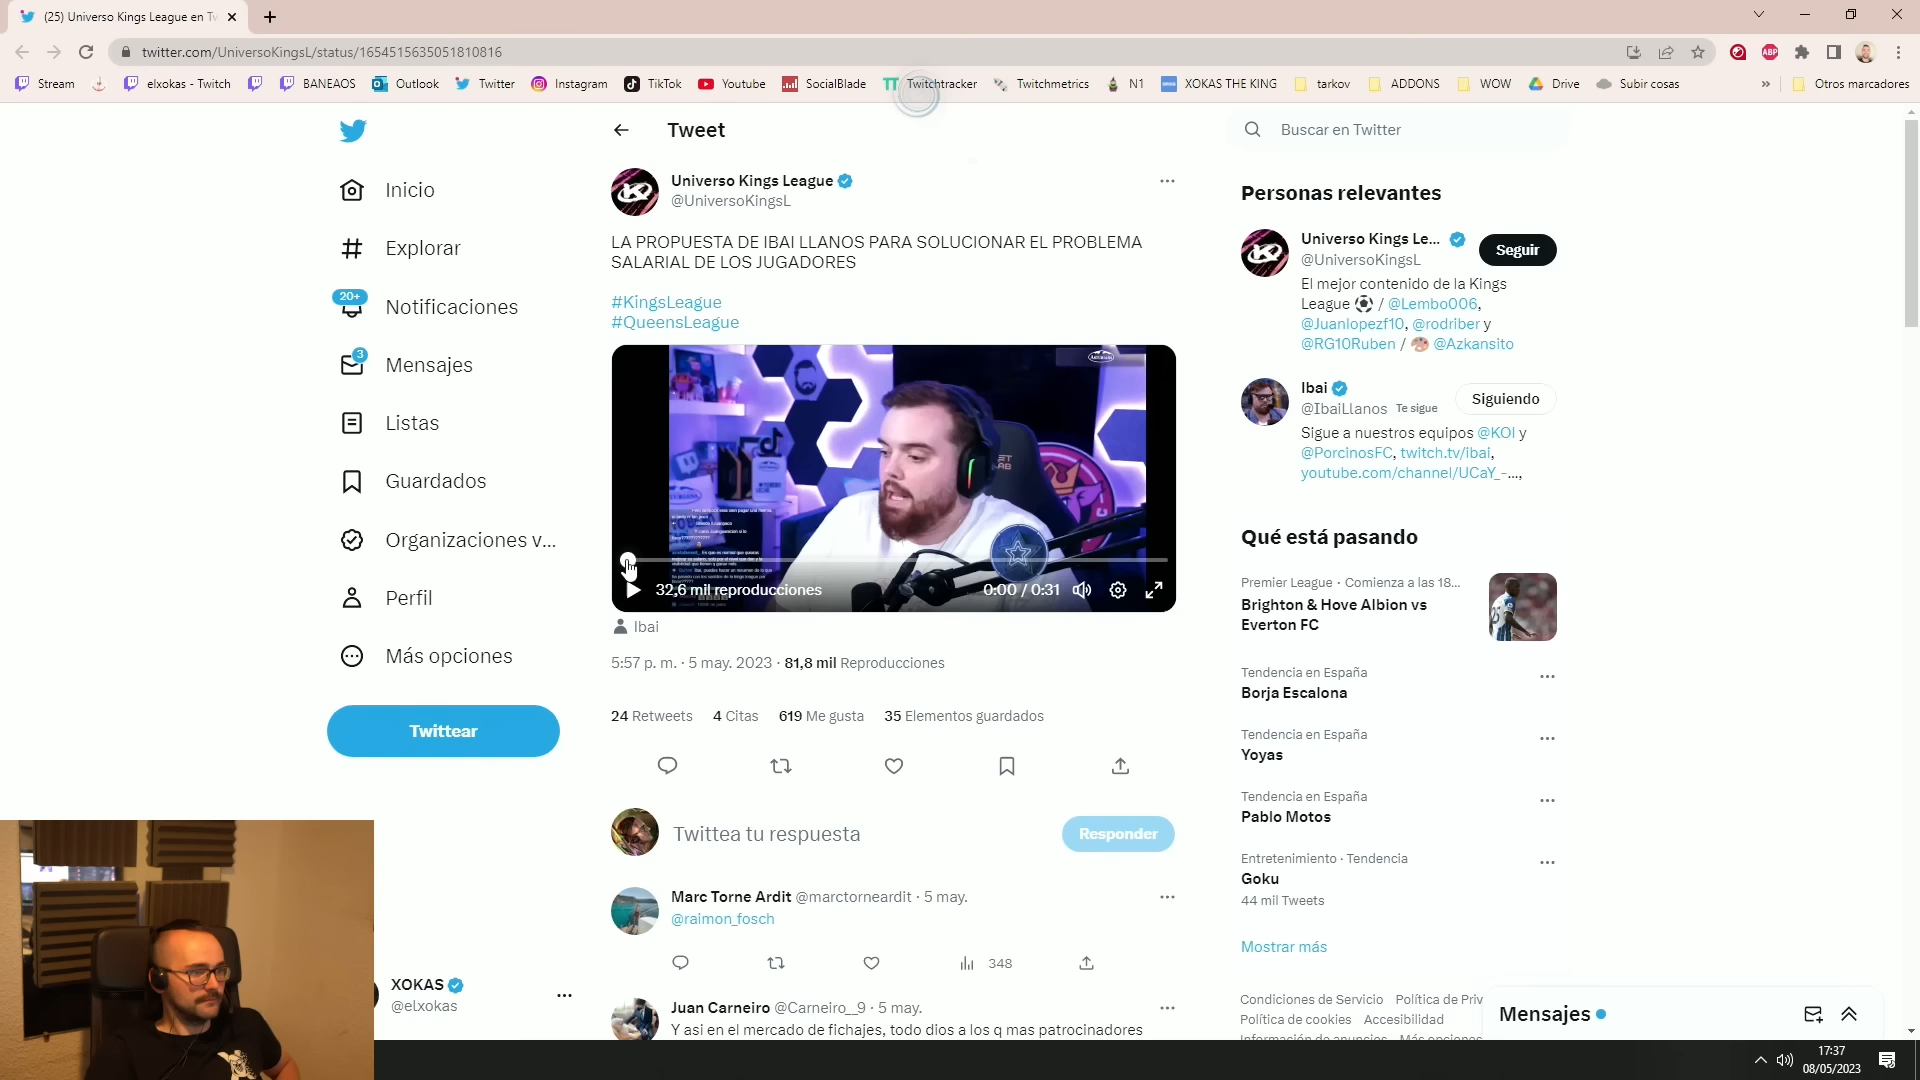 (25) Universo Kings League en Tw
twitter.com/UniversoKingsL/status/1654515635051810816
Stream
elxokas - Twitch
BANEAOS
Outlook
Twitter
Instagram
TikTok
Youtube
SocialBlade
Twitchtracker
Twitchmetrics
N1
XOKAS THE KING
tarkov
ADDONS
WOW
Drive
Subir cosas
»
Otros marcadores
ABP
Inicio
Explorar
20+
Notificaciones
3
Mensajes
Listas
Guardados
Organizaciones v...
Perfil
Más opciones
Twittear
XOKAS
@elxokas
Tweet
Universo Kings League
@UniversoKingsL
LA PROPUESTA DE IBAI LLANOS PARA SOLUCIONAR EL PROBLEMA
SALARIAL DE LOS JUGADORES
#KingsLeague
#QueensLeague
32,6 mil reproducciones
0:00 / 0:31
Ibai
5:57 p. m. · 5 may. 2023 · 81,8 mil Reproducciones
24 Retweets 4 Citas 619 Me gusta 35 Elementos guardados
Twittea tu respuesta
Responder
Marc Torne Ardit @marctorneardit · 5 may.
@raimon_fosch
348
Juan Carneiro @Carneiro__9 · 5 may.
Y asi en el mercado de fichajes, todo dios a los q mas patrocinadores
Buscar en Twitter
Personas relevantes
Universo Kings Le...
@UniversoKingsL
Seguir
El mejor contenido de la Kings
League ⚽ / @Lembo006,
@Juanlopezf10, @rodriber y
@RG10Ruben / 🎨 @Azkansito
Ibai
@IbaiLlanos Te sigue
Siguiendo
Sigue a nuestros equipos @KOI y
@PorcinosFC, twitch.tv/ibai,
youtube.com/channel/UCaY_-...,
Qué está pasando
Premier League · Comienza a las 18...
Brighton & Hove Albion vs
Everton FC
Tendencia en España
Borja Escalona
Tendencia en España
Yoyas
Tendencia en España
Pablo Motos
Entretenimiento · Tendencia
Goku
44 mil Tweets
Mostrar más
Condiciones de Servicio Política de Priv
Política de cookies Accesibilidad
Información de anuncios Más opciones
Mensajes
17:37
08/05/2023